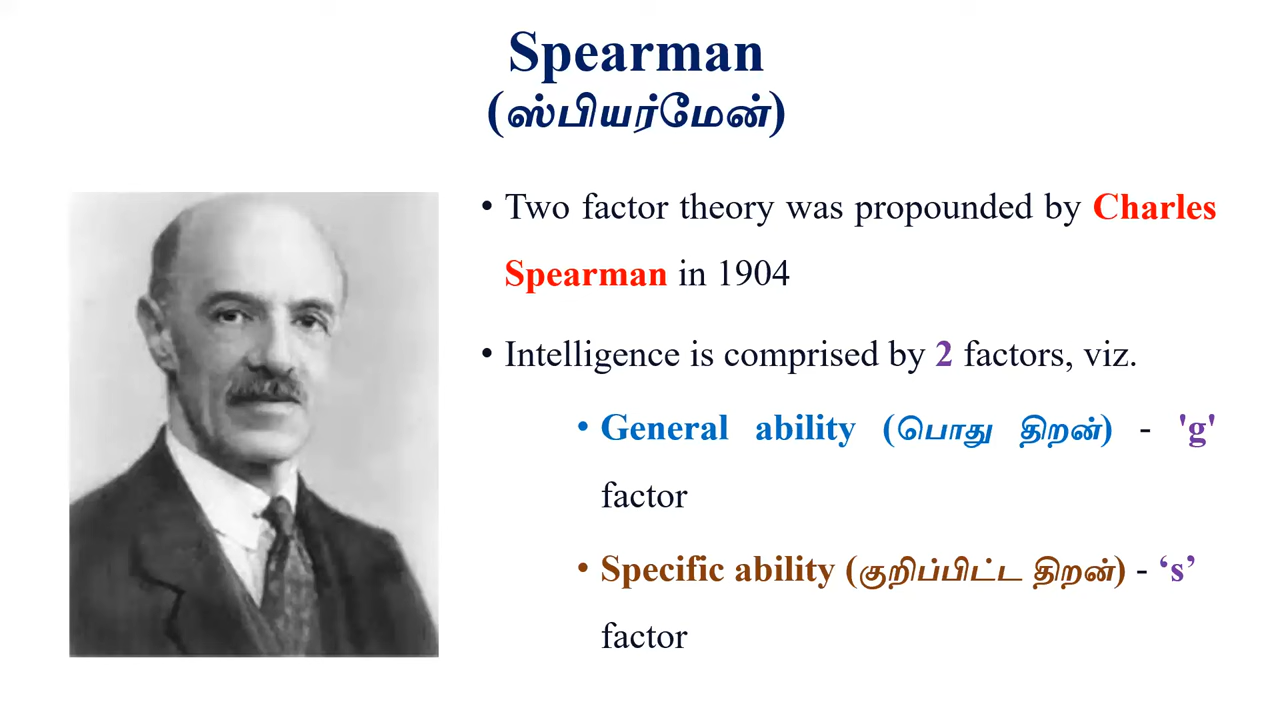 Spearman
(ஸ்பியர்மேன்)
• Two factor theory was propounded by Charles
Spearman in 1904
• Intelligence is comprised by 2 factors, viz.
• General ability (பொது திறன்) - 'g'
factor
• Specific ability (குறிப்பிட்ட திறன்) - ‘s’
factor